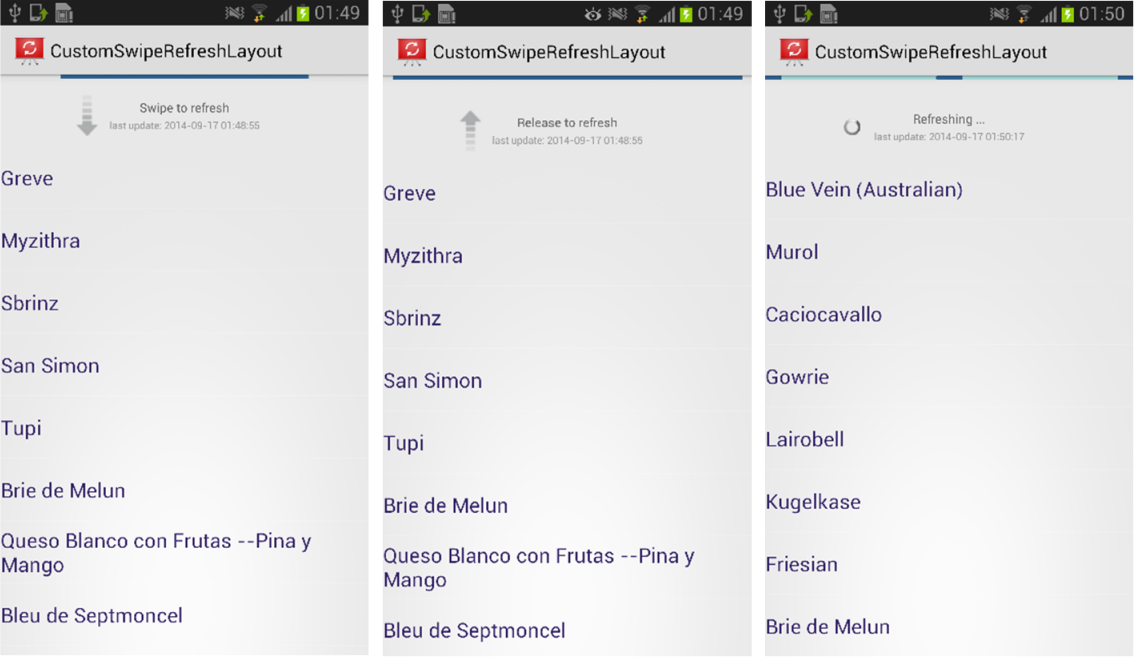 01:49
CustomSwipeRefreshLayout
Swipe to refresh
last update: 2014-09-17 01:48:55
Greve
Myzithra
Sbrinz
San Simon
Tupi
Brie de Melun
Queso Blanco con Frutas --Pina y
Mango
Bleu de Septmoncel
01:49
CustomSwipeRefreshLayout
Release to refresh
last update: 2014-09-17 01:48:55
Greve
Myzithra
Sbrinz
San Simon
Tupi
Brie de Melun
Queso Blanco con Frutas --Pina y
Mango
Bleu de Septmoncel
01:50
CustomSwipeRefreshLayout
Refreshing ...
last update: 2014-09-17 01:50:17
Blue Vein (Australian)
Murol
Caciocavallo
Gowrie
Lairobell
Kugelkase
Friesian
Brie de Melun